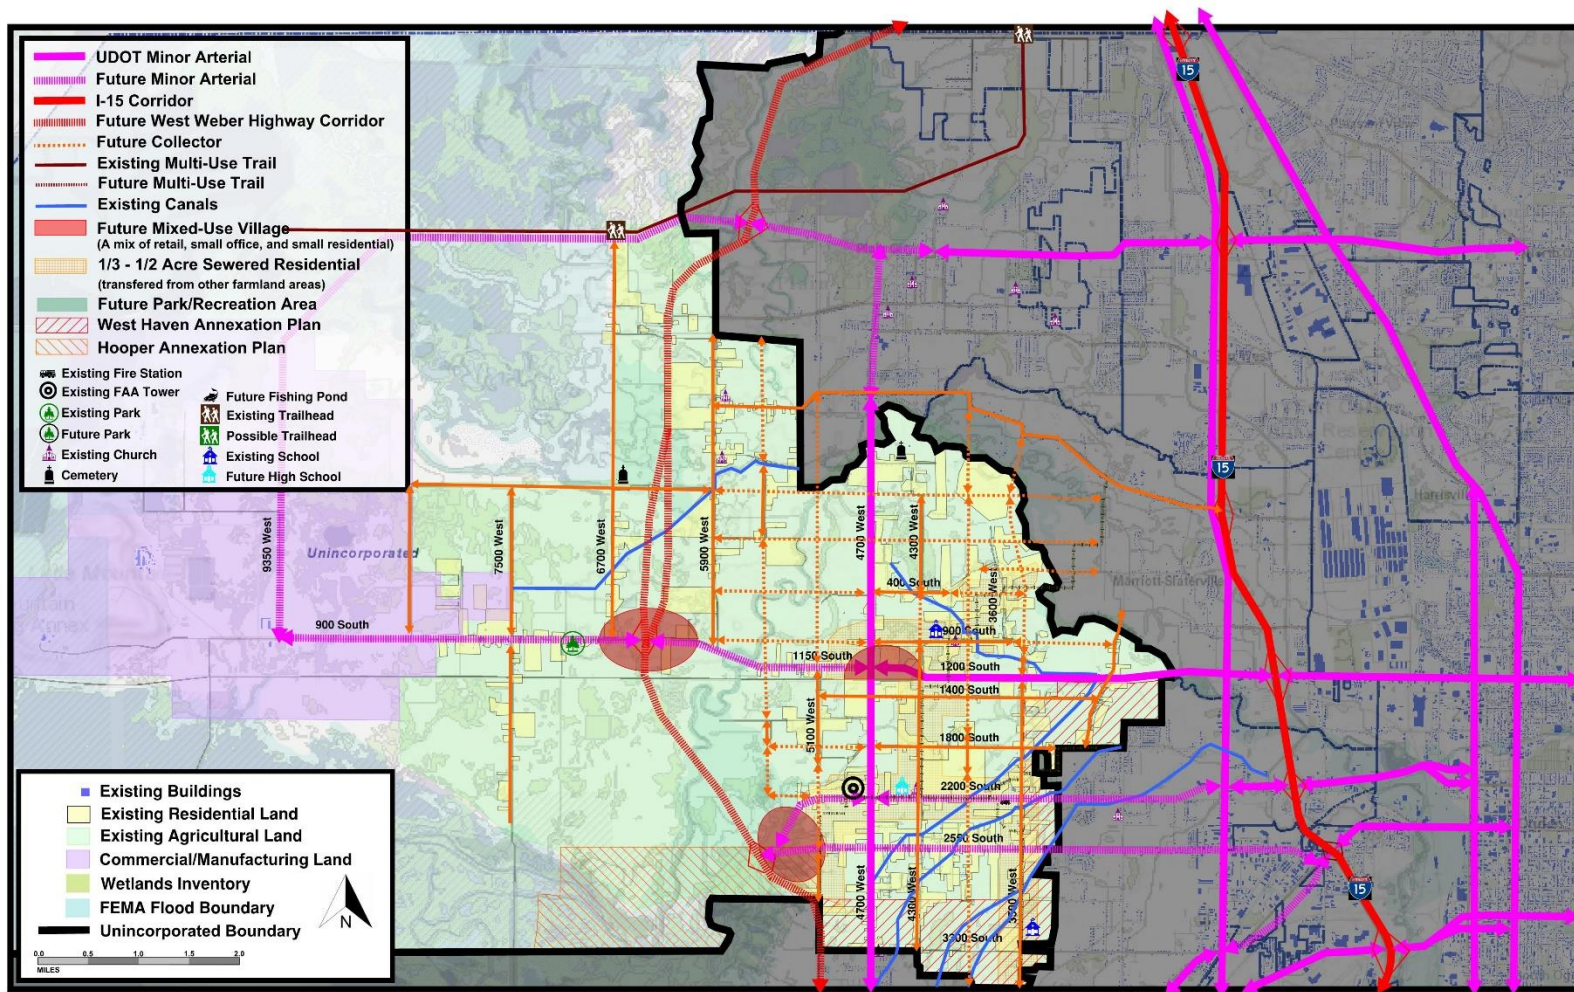 UDOT Minor Arterial
Future Minor Arterial
I-15 Corridor
Future West Weber Highway Corridor
Future Collector
Existing Multi-Use Trail
Future Multi-Use Trail
Existing Canals
Future Mixed-Use Village
(A mix of retail, small office, and small residential)
1/3 - 1/2 Acre Sewered Residential
(transfered from other farmland areas)
Future Park/Recreation Area
West Haven Annexation Plan
Hooper Annexation Plan
Existing Fire Station
Existing FAA Tower
Existing Park
Future Park
Existing Church
Cemetery
Future Fishing Pond
Existing Trailhead
Possible Trailhead
Existing School
Future High School
15
15
15
Unincorporated
Harrisville
Marriott-Slaterville
9350 West
7500 West
6700 West
5900 West
4700 West
4300 West
3600 West
400 South
900 South
900 South
1150 South
1200 South
1400 South
5100 West
1800 South
2200 South
2550 South
4700 West
4300 West
3500 West
3300 South
Existing Buildings
Existing Residential Land
Existing Agricultural Land
Commercial/Manufacturing Land
Wetlands Inventory
FEMA Flood Boundary
Unincorporated Boundary
N
0.0 0.5 1.0 1.5 2.0
MILES